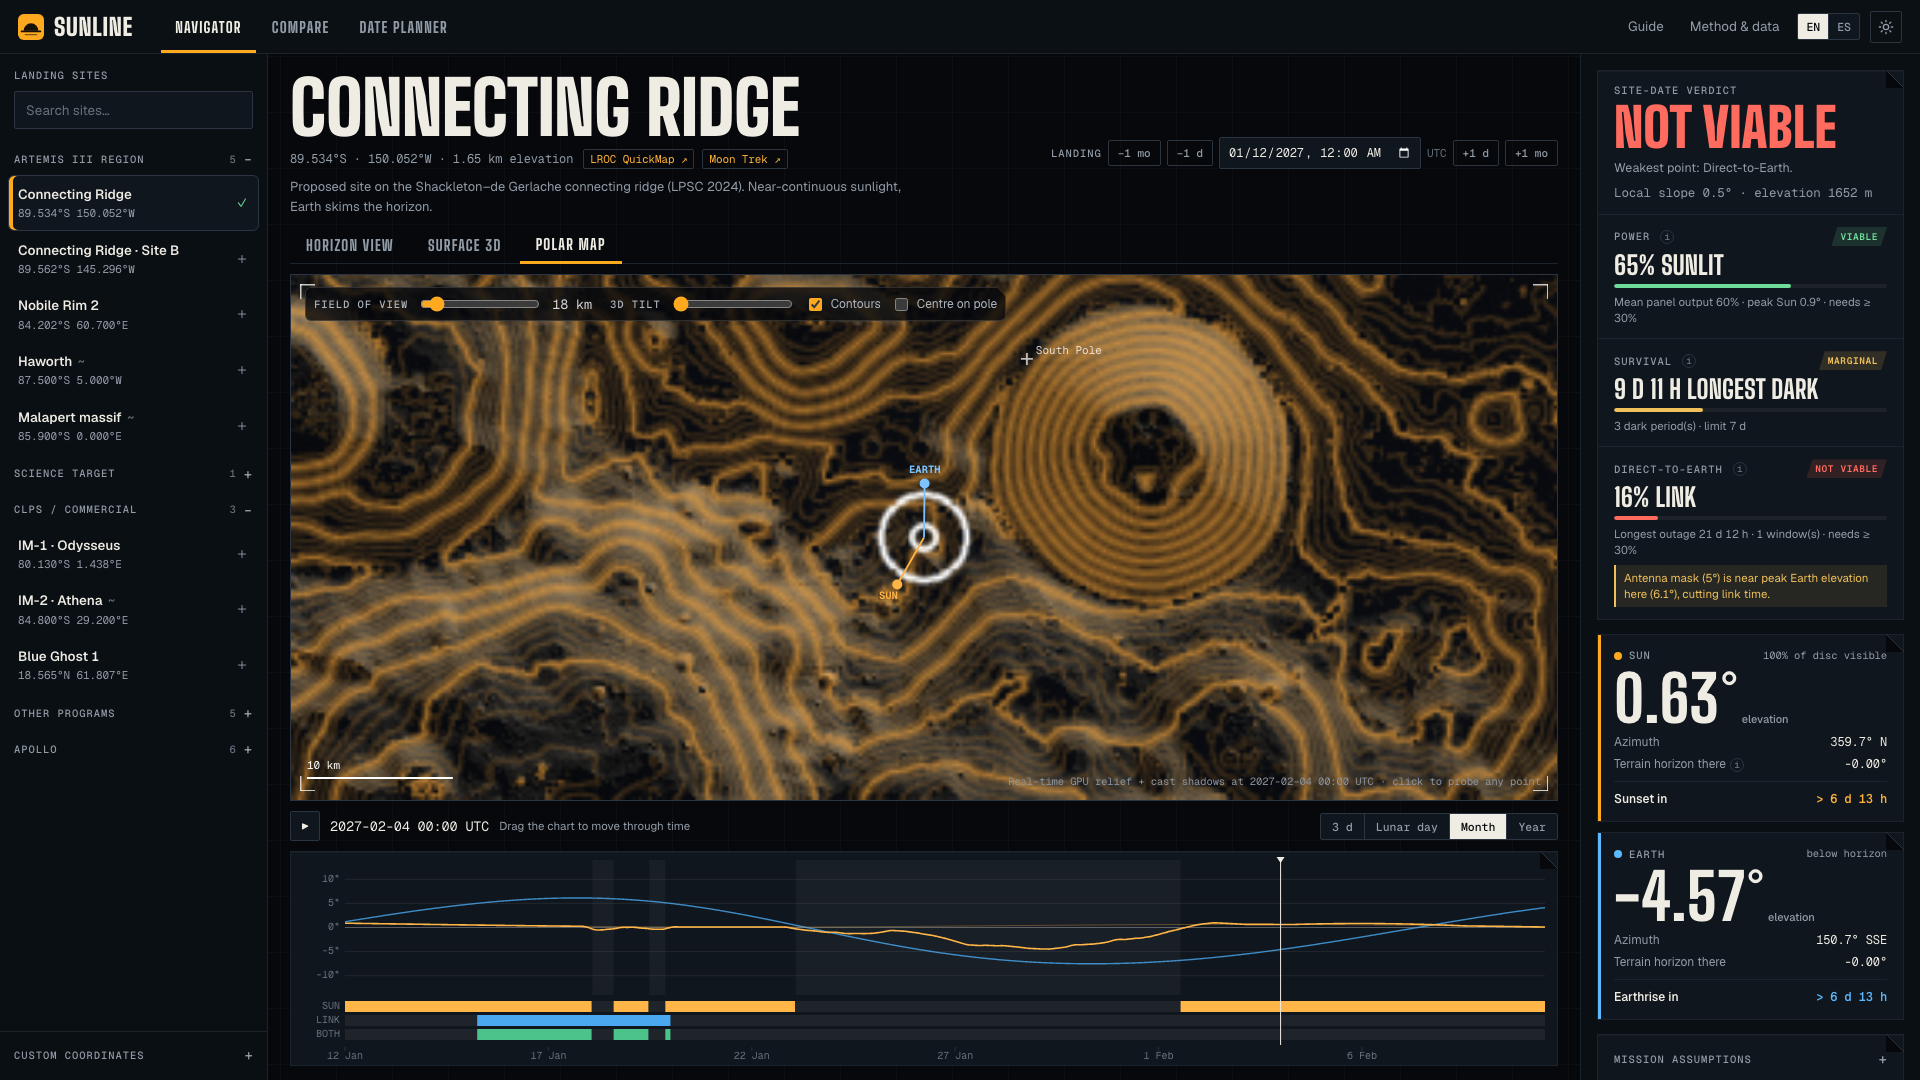 SUNLINE
NAVIGATOR
COMPARE
DATE PLANNER
Guide
Method & data
EN
ES
LANDING SITES
Search sites…
ARTEMIS III REGION 5 −
Connecting Ridge
89.534°S 150.052°W ✓
Connecting Ridge · Site B
89.562°S 145.296°W +
Nobile Rim 2
84.202°S 60.700°E +
Haworth ~
87.500°S 5.000°W +
Malapert massif ~
85.900°S 0.000°E +
SCIENCE TARGET 1 +
CLPS / COMMERCIAL 3 −
IM-1 · Odysseus
80.130°S 1.438°E +
IM-2 · Athena ~
84.800°S 29.200°E +
Blue Ghost 1
18.565°N 61.807°E +
OTHER PROGRAMS 5 +
APOLLO 6 +
CUSTOM COORDINATES +
CONNECTING RIDGE
89.534°S · 150.052°W · 1.65 km elevation LROC QuickMap ↗ Moon Trek ↗
Proposed site on the Shackleton–de Gerlache connecting ridge (LPSC 2024). Near-continuous sunlight,
Earth skims the horizon.
LANDING −1 mo −1 d 01/12/2027, 12:00 AM UTC +1 d +1 mo
HORIZON VIEW
SURFACE 3D
POLAR MAP
FIELD OF VIEW 18 km 3D TILT Contours Centre on pole
South Pole
EARTH
SUN
10 km
Real-time GPU relief + cast shadows at 2027-02-04 00:00 UTC · click to probe any point
2027-02-04 00:00 UTC Drag the chart to move through time
3 d Lunar day Month Year
10°
5°
0°
−5°
−10°
SUN
LINK
BOTH
12 Jan 17 Jan 22 Jan 27 Jan 1 Feb 6 Feb
SITE-DATE VERDICT
NOT VIABLE
Weakest point: Direct-to-Earth.
Local slope 0.5° · elevation 1652 m
POWER i VIABLE
65% SUNLIT
Mean panel output 60% · peak Sun 0.9° · needs ≥
30%
SURVIVAL i MARGINAL
9 D 11 H LONGEST DARK
3 dark period(s) · limit 7 d
DIRECT-TO-EARTH i NOT VIABLE
16% LINK
Longest outage 21 d 12 h · 1 window(s) · needs ≥
30%
Antenna mask (5°) is near peak Earth elevation
here (6.1°), cutting link time.
SUN 100% of disc visible
0.63° elevation
Azimuth 359.7° N
Terrain horizon there i −0.00°
Sunset in > 6 d 13 h
EARTH below horizon
−4.57° elevation
Azimuth 150.7° SSE
Terrain horizon there −0.00°
Earthrise in > 6 d 13 h
MISSION ASSUMPTIONS +